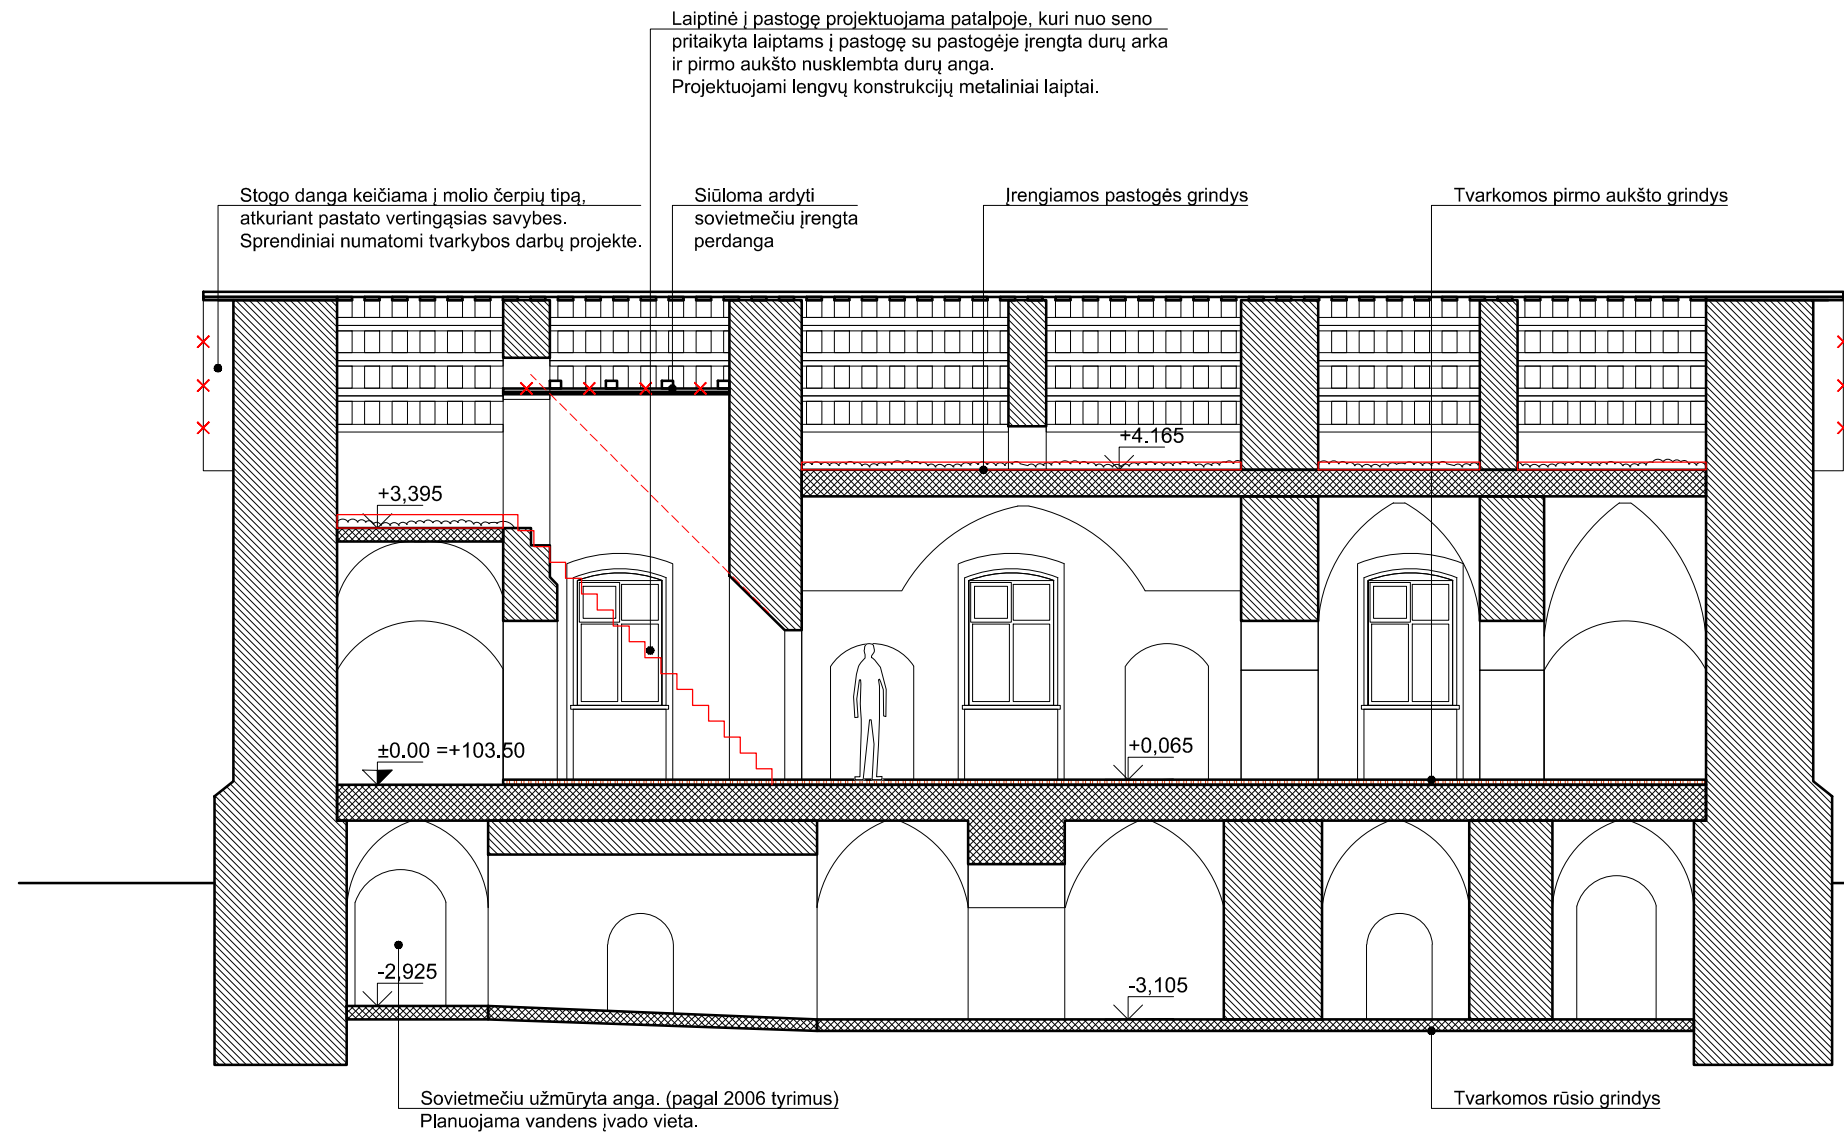 Laiptinė į pastogę projektuojama patalpoje, kuri nuo seno
pritaikyta laiptams į pastogę su pastogėje įrengta durų arka
ir pirmo aukšto nusklembta durų anga.
Projektuojami lengvų konstrukcijų metaliniai laiptai.
Stogo danga keičiama į molio čerpių tipą,
atkuriant pastato vertingąsias savybes.
Sprendiniai numatomi tvarkybos darbų projekte.
Siūloma ardyti
sovietmečiu įrengta
perdanga
Įrengiamos pastogės grindys
Tvarkomos pirmo aukšto grindys
+4.165
+3,395
±0.00 =+103.50
+0,065
-2,925
-3,105
Sovietmečiu užmūryta anga. (pagal 2006 tyrimus)
Planuojama vandens įvado vieta.
Tvarkomos rūsio grindys